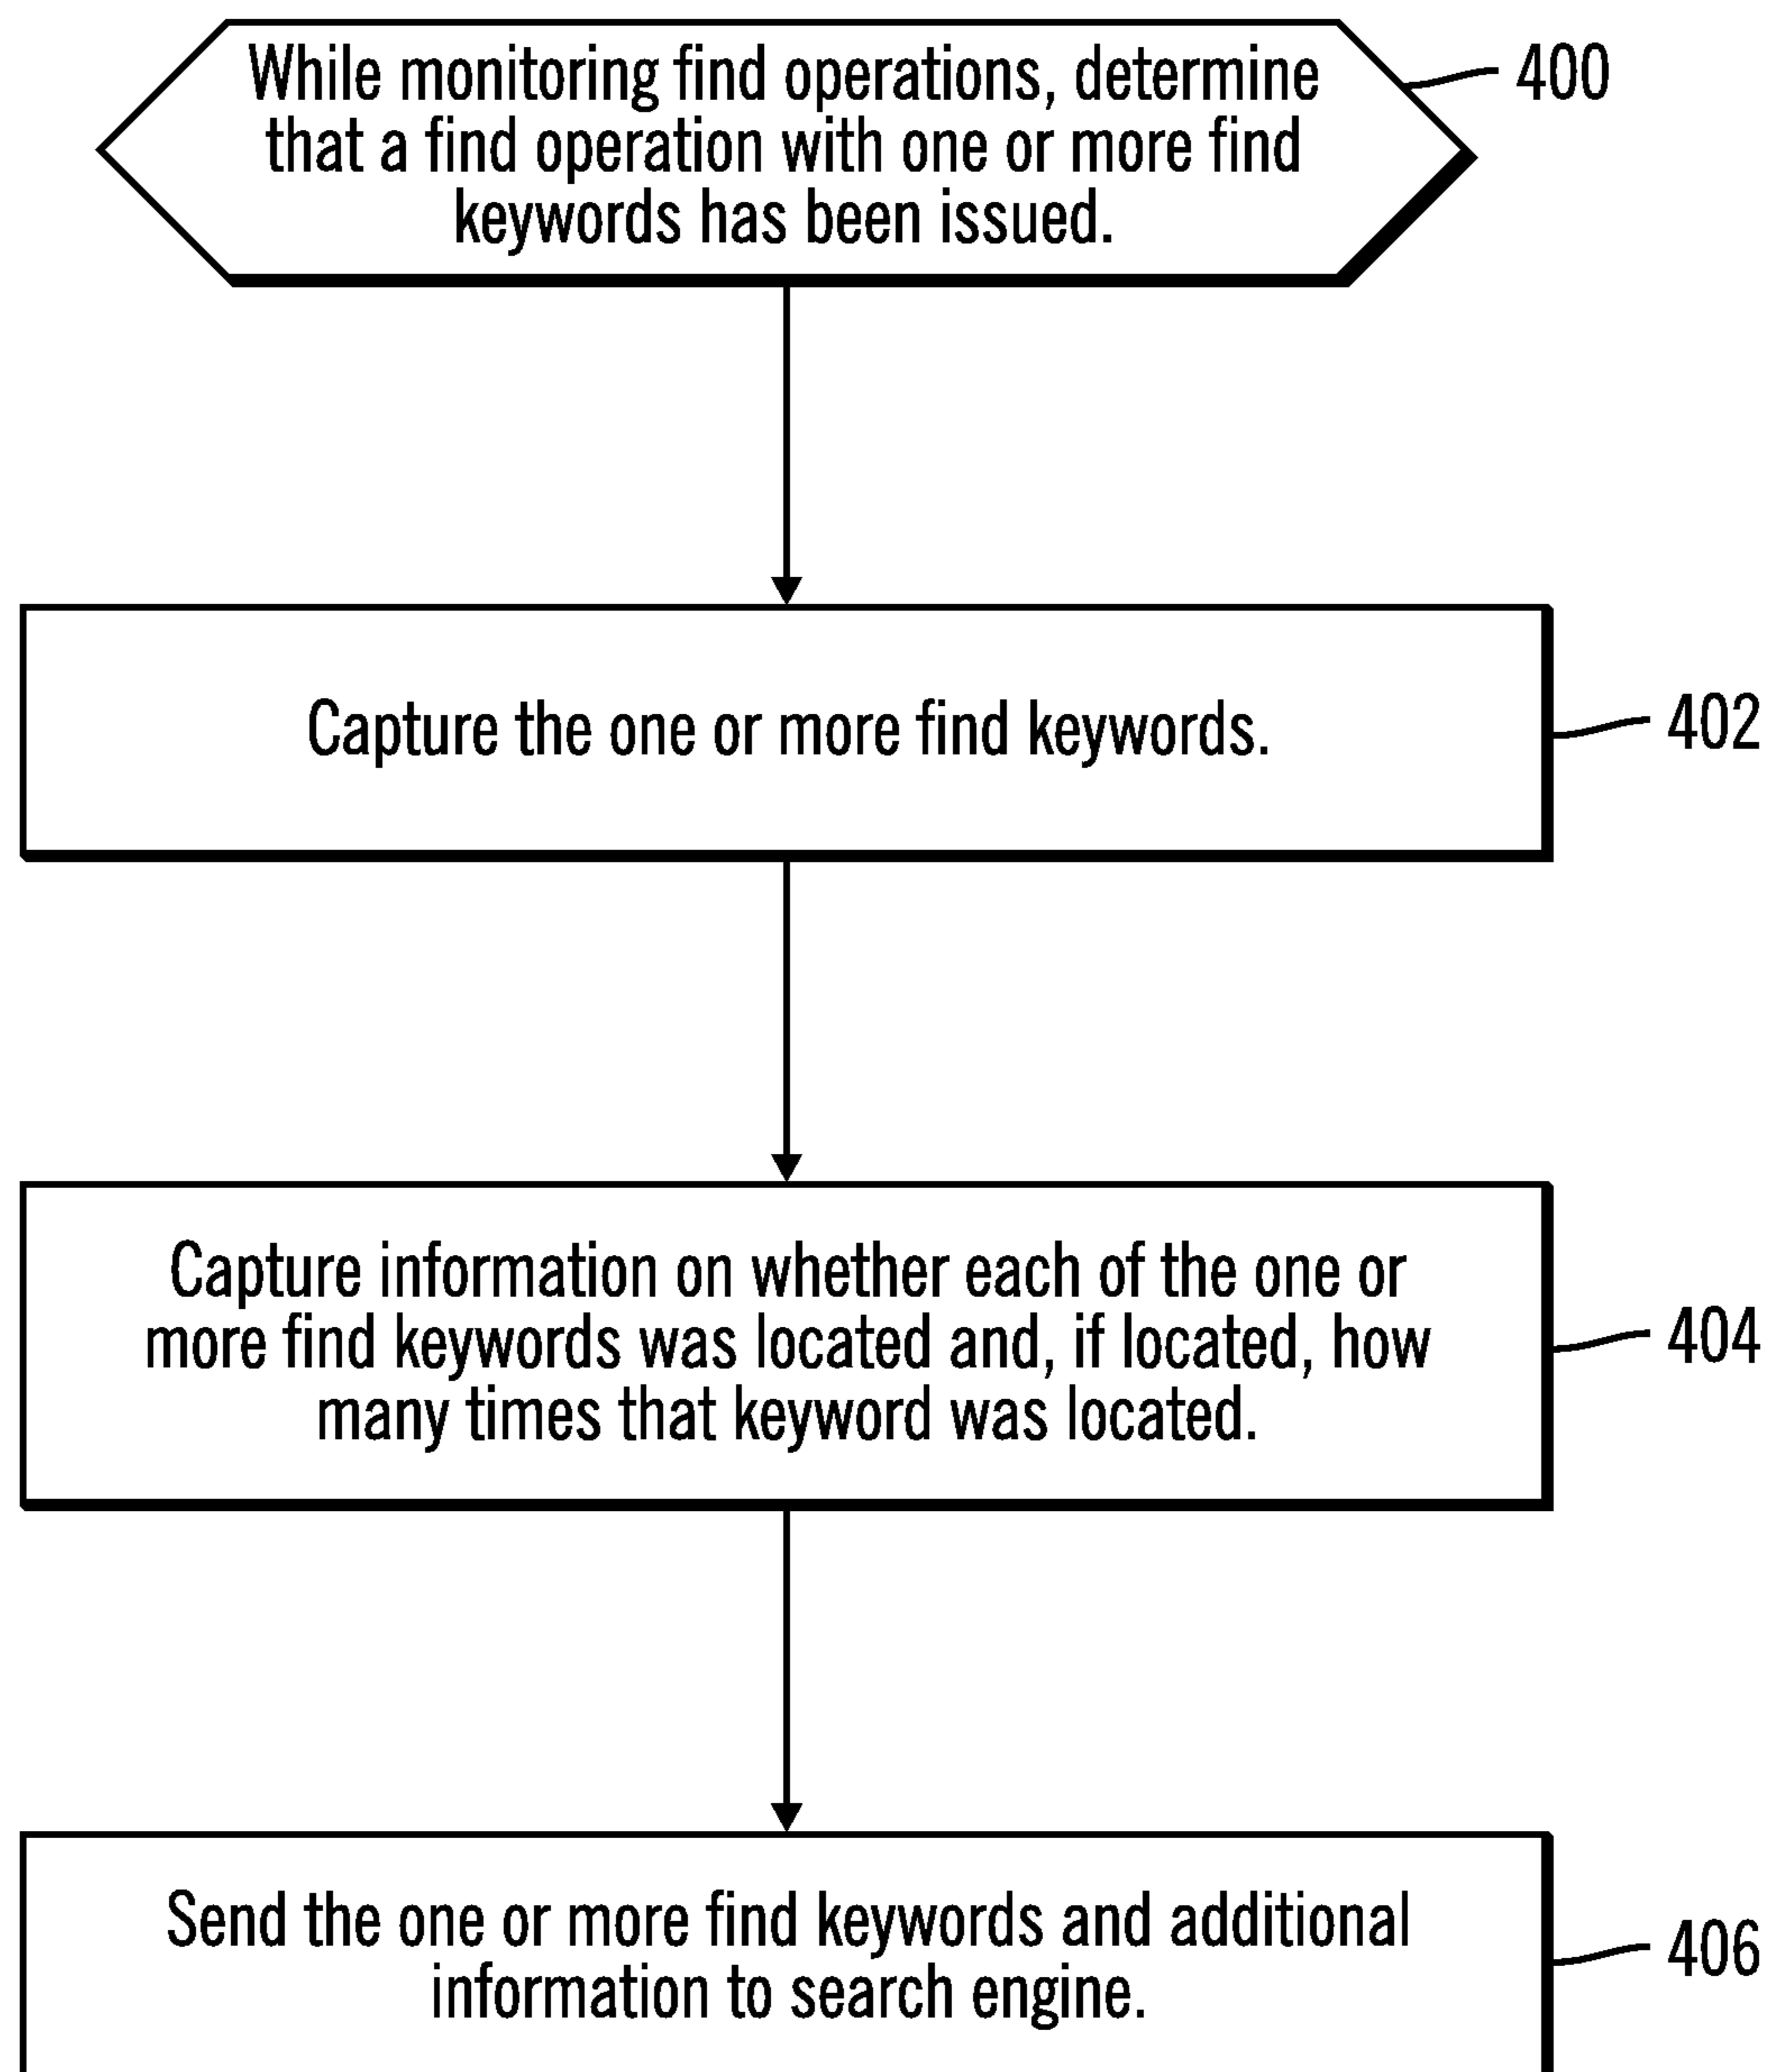 While monitoring find operations, determine
that a find operation with one or more find
keywords has been issued.
400
Capture the one or more find keywords.
402
Capture information on whether each of the one or
more find keywords was located and, if located, how
many times that keyword was located.
404
Send the one or more find keywords and additional
information to search engine.
406